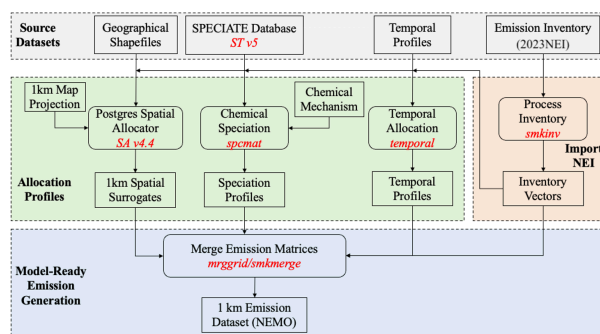 Source
Datasets
Geographical
Shapefiles
SPECIATE Database
ST v5
Temporal
Profiles
Emission Inventory
(2023NEI)
1km Map
Projection
Postgres Spatial
Allocator
SA v4.4
Chemical
Speciation
spcmat
Chemical
Mechanism
Temporal
Allocation
temporal
Process
Inventory
smkinv
Import
NEI
Allocation
Profiles
1km Spatial
Surrogates
Speciation
Profiles
Temporal
Profiles
Inventory
Vectors
Model-Ready
Emission
Generation
Merge Emission Matrices
mrggrid/smkmerge
1 km Emission
Dataset (NEMO)